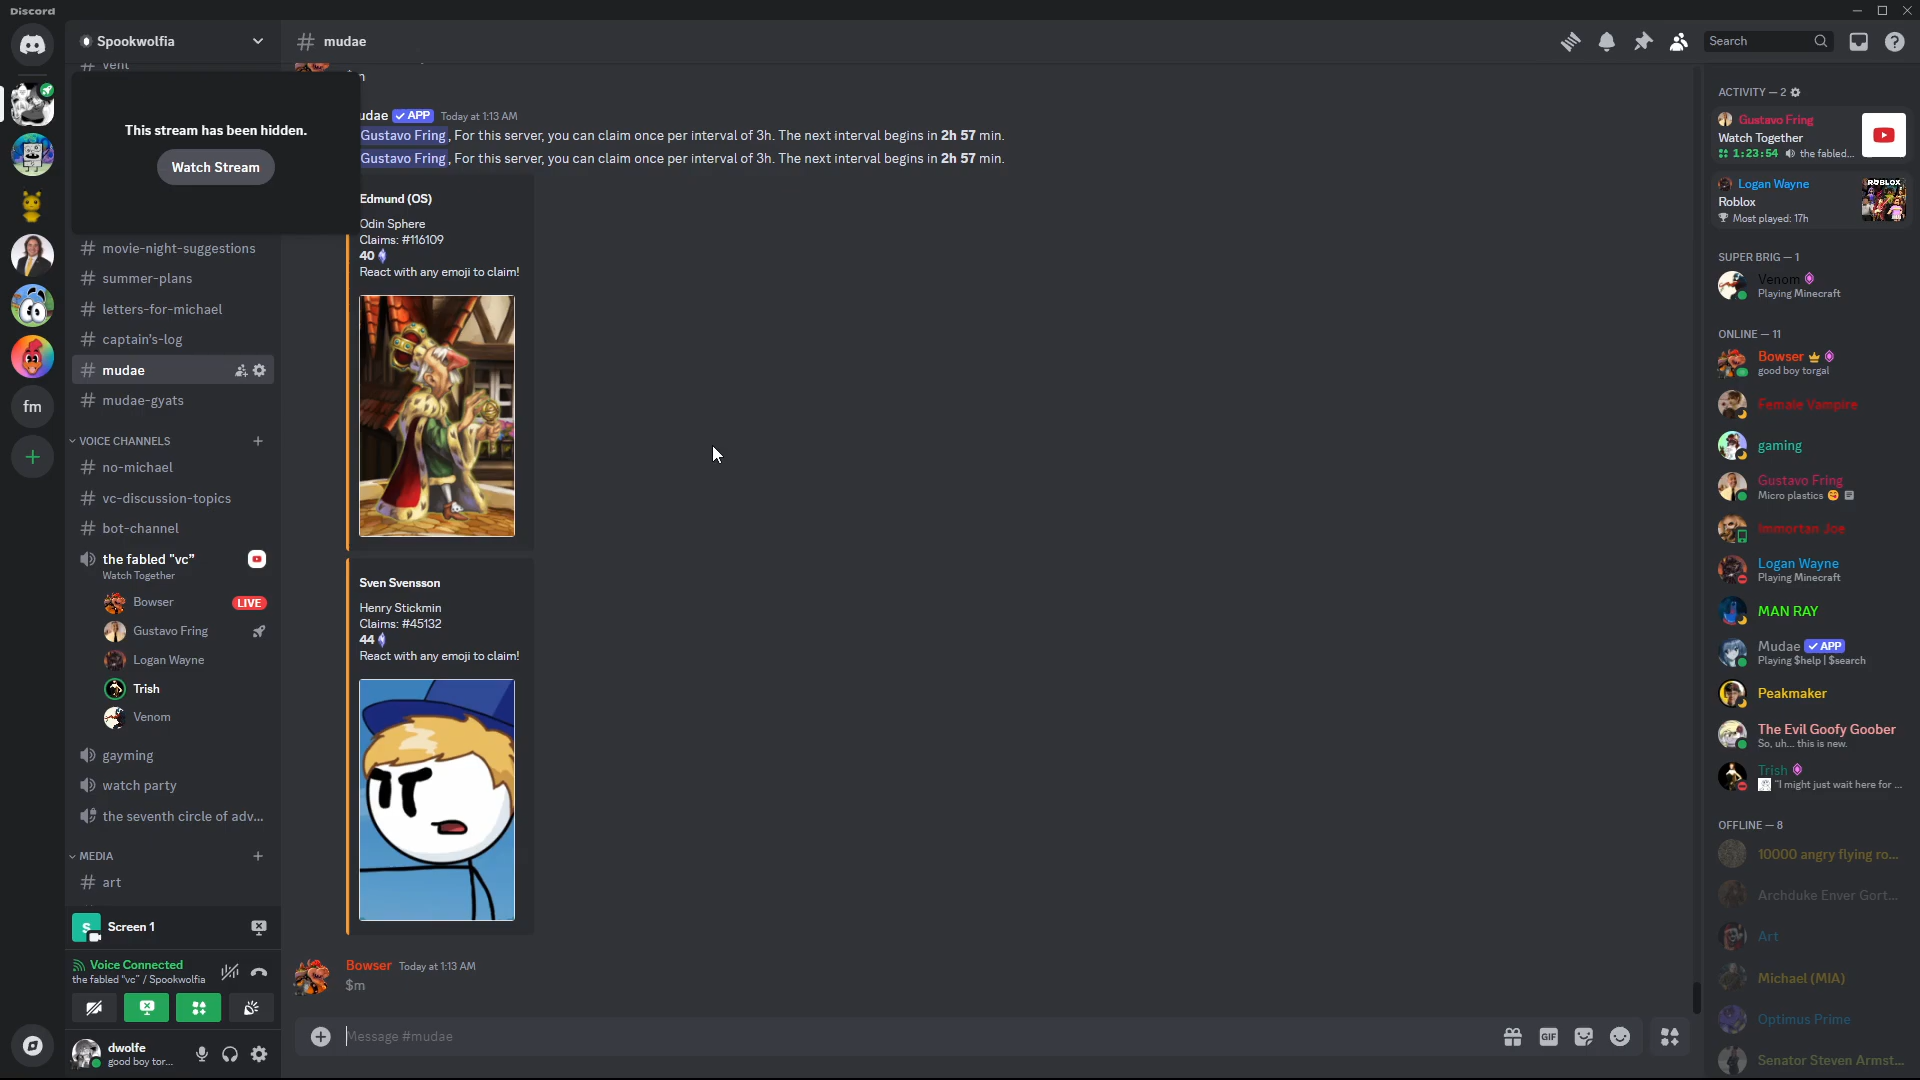 Discord
Spookwolfia
mudae
Search
vent
This stream has been hidden.
Watch Stream
movie-night-suggestions
summer-plans
letters-for-michael
captain's-log
mudae
mudae-gyats
VOICE CHANNELS
no-michael
vc-discussion-topics
bot-channel
the fabled "vc"
Watch Together
Bowser LIVE
Gustavo Fring
Logan Wayne
Trish
Venom
gayming
watch party
the seventh circle of adv...
MEDIA
art
S Screen 1
Voice Connected
the fabled "vc" / Spookwolfia
dwolfe
good boy tor...
fm
$m
udae APP Today at 1:13 AM
Gustavo Fring, For this server, you can claim once per interval of 3h. The next interval begins in 2h 57 min.
Gustavo Fring, For this server, you can claim once per interval of 3h. The next interval begins in 2h 57 min.
Edmund (OS)
Odin Sphere
Claims: #116109
40
React with any emoji to claim!
Sven Svensson
Henry Stickmin
Claims: #45132
44
React with any emoji to claim!
Bowser Today at 1:13 AM
$m
Message #mudae
GIF
ACTIVITY — 2
Gustavo Fring
Watch Together
1:23:54 the fabled...
Logan Wayne
Roblox
Most played: 17h
ROBLOX
SUPER BRIG — 1
Venom
Playing Minecraft
ONLINE — 11
Bowser
good boy torgal
Female Vampire
gaming
Gustavo Fring
Micro plastics
Immortan Joe
Logan Wayne
Playing Minecraft
MAN RAY
Mudae APP
Playing $help | $search
Peakmaker
The Evil Goofy Goober
So, uh... this is new.
Trish
"I might just wait here for ...
OFFLINE — 8
10000 angry flying ro...
Archduke Enver Gort...
Art
Michael (MIA)
Optimus Prime
Senator Steven Armst...